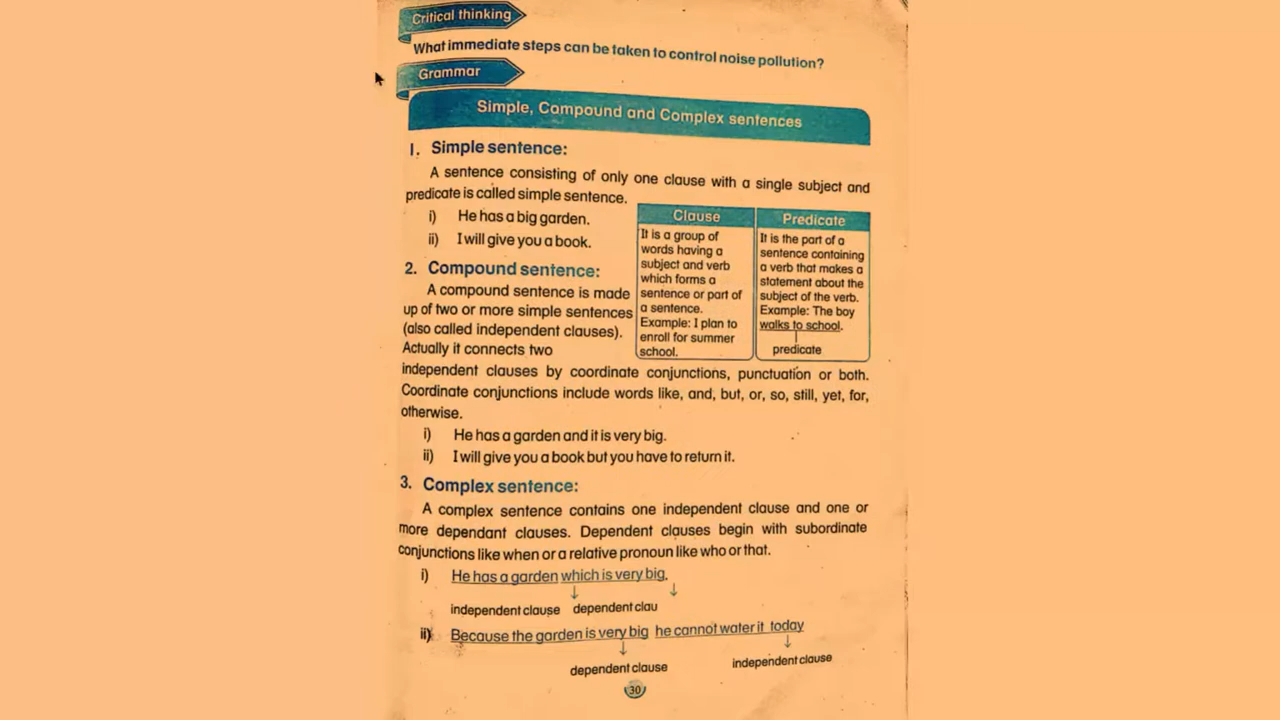 Critical thinking
What immediate steps can be taken to control noise pollution?
Grammar
Simple, Compound and Complex sentences
1. Simple sentence:
A sentence consisting of only one clause with a single subject and
predicate is called simple sentence.
i) He has a big garden.
ii) I will give you a book.
Clause
It is a group of
words having a
subject and verb
which forms a
sentence or part of
a sentence.
Example: I plan to
enroll for summer
school.
Predicate
It is the part of a
sentence containing
a verb that makes a
statement about the
subject of the verb.
Example: The boy
walks to school.
predicate
2. Compound sentence:
A compound sentence is made
up of two or more simple sentences
(also called independent clauses).
Actually it connects two
independent clauses by coordinate conjunctions, punctuation or both.
Coordinate conjunctions include words like, and, but, or, so, still, yet, for,
otherwise.
i) He has a garden and it is very big.
ii) I will give you a book but you have to return it.
3. Complex sentence:
A complex sentence contains one independent clause and one or
more dependant clauses. Dependent clauses begin with subordinate
conjunctions like when or a relative pronoun like who or that.
i) He has a garden which is very big.
independent clause dependent clau
ii) Because the garden is very big he cannot water it today
dependent clause independent clause
30